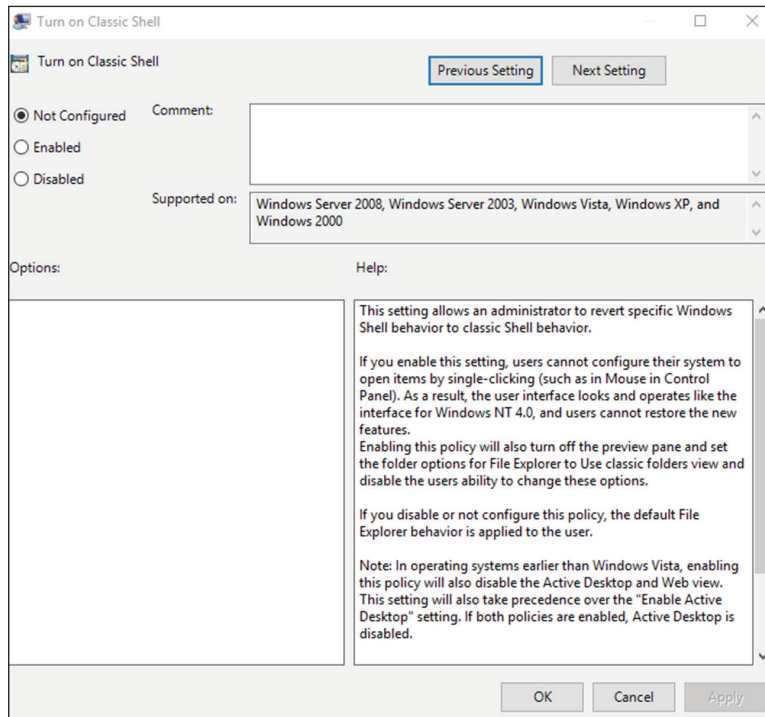 Turn on Classic Shell
Turn on Classic Shell
Previous Setting
Next Setting
Not Configured
Comment:
Enabled
Disabled
Supported on:
Windows Server 2008, Windows Server 2003, Windows Vista, Windows XP, and
Windows 2000
Options:
Help:
This setting allows an administrator to revert specific Windows
Shell behavior to classic Shell behavior.
If you enable this setting, users cannot configure their system to
open items by single-clicking (such as in Mouse in Control
Panel). As a result, the user interface looks and operates like the
interface for Windows NT 4.0, and users cannot restore the new
features.
Enabling this policy will also turn off the preview pane and set
the folder options for File Explorer to Use classic folders view and
disable the users ability to change these options.
If you disable or not configure this policy, the default File
Explorer behavior is applied to the user.
Note: In operating systems earlier than Windows Vista, enabling
this policy will also disable the Active Desktop and Web view.
This setting will also take precedence over the "Enable Active
Desktop" setting. If both policies are enabled, Active Desktop is
disabled.
OK
Cancel
Apply